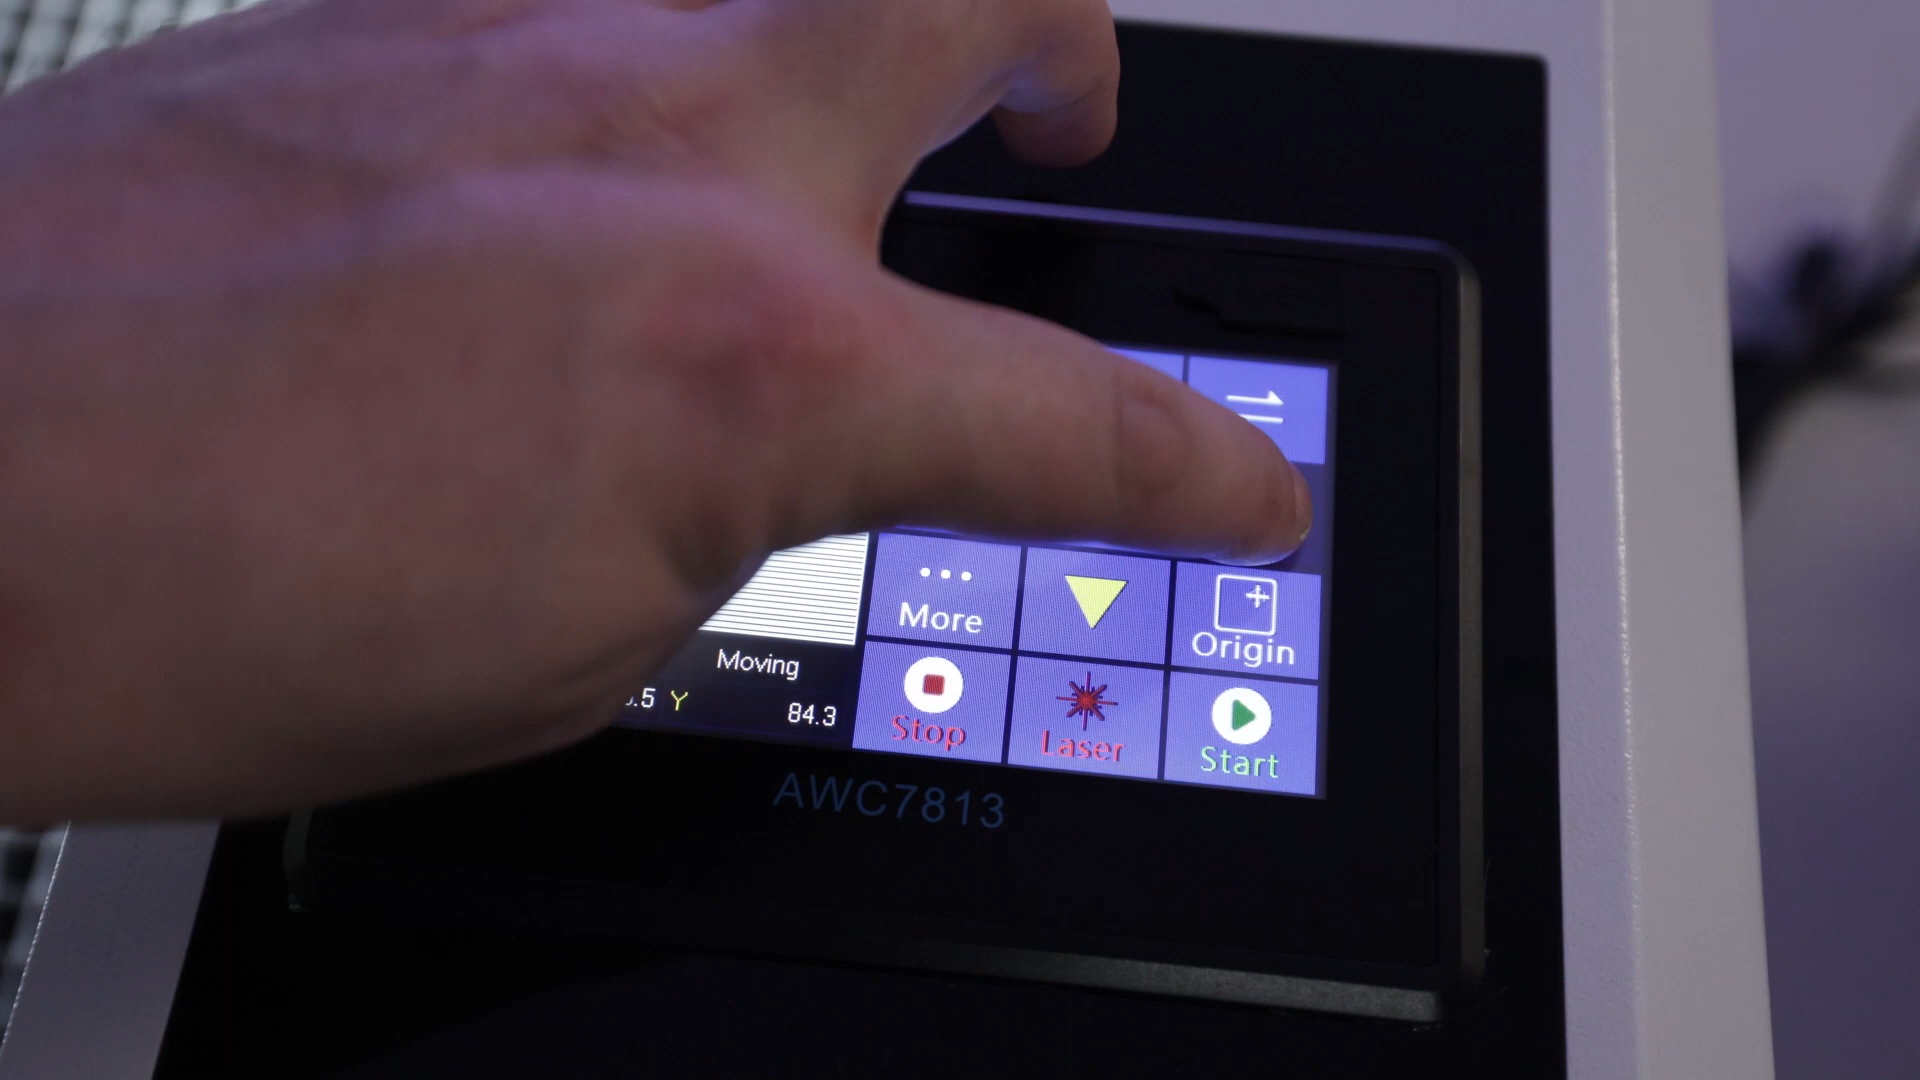 More
Origin
Moving
.5 Y 84.3
Stop
Laser
Start
AWC7813